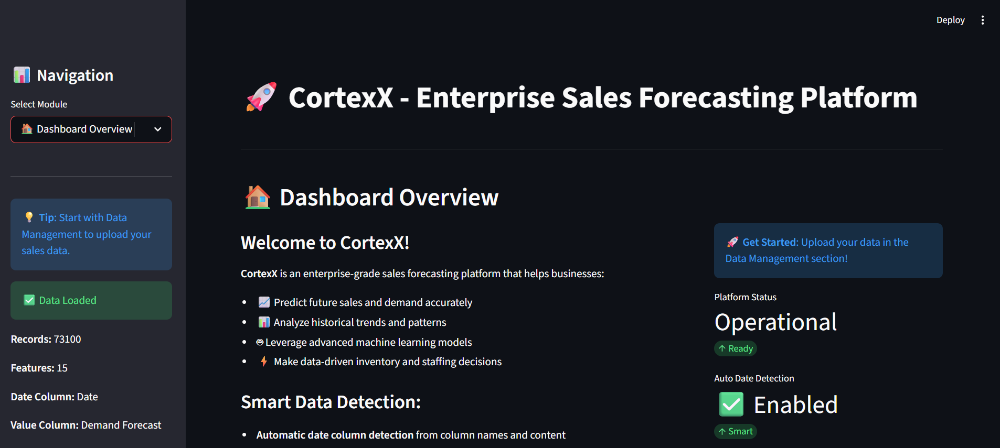 Deploy
Navigation
Select Module
Dashboard Overview
Tip: Start with Data
Management to upload your
sales data.
Data Loaded
Records: 73100
Features: 15
Date Column: Date
Value Column: Demand Forecast
CortexX - Enterprise Sales Forecasting Platform
Dashboard Overview
Welcome to CortexX!
CortexX is an enterprise-grade sales forecasting platform that helps businesses:
• Predict future sales and demand accurately
• Analyze historical trends and patterns
• Leverage advanced machine learning models
• Make data-driven inventory and staffing decisions
Smart Data Detection:
• Automatic date column detection from column names and content
Get Started: Upload your data in the
Data Management section!
Platform Status
Operational
↑ Ready
Auto Date Detection
Enabled
↑ Smart